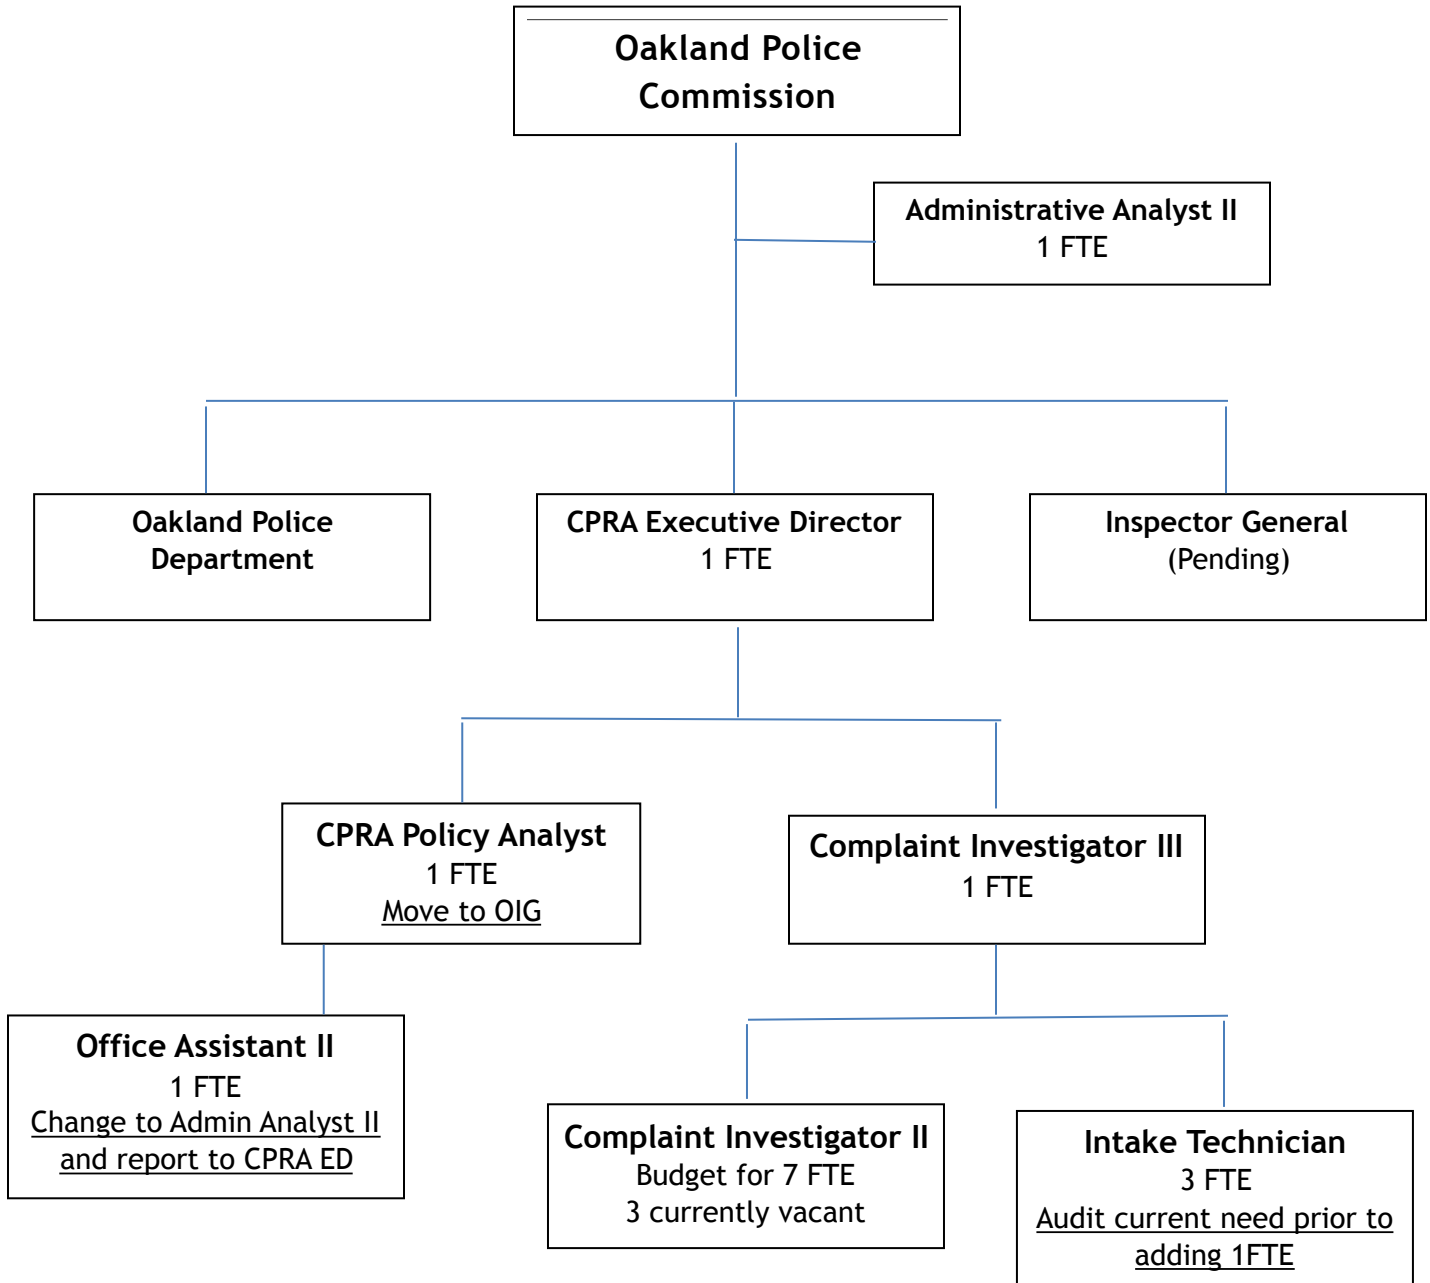 Oakland Police
Commission
Administrative Analyst II
1 FTE
Oakland Police
Department
CPRA Executive Director
1 FTE
Inspector General
(Pending)
CPRA Policy Analyst
1 FTE
Move to OIG
Complaint Investigator III
1 FTE
Office Assistant II
1 FTE
Change to Admin Analyst II
and report to CPRA ED
Complaint Investigator II
Budget for 7 FTE
3 currently vacant
Intake Technician
3 FTE
Audit current need prior to
adding 1FTE